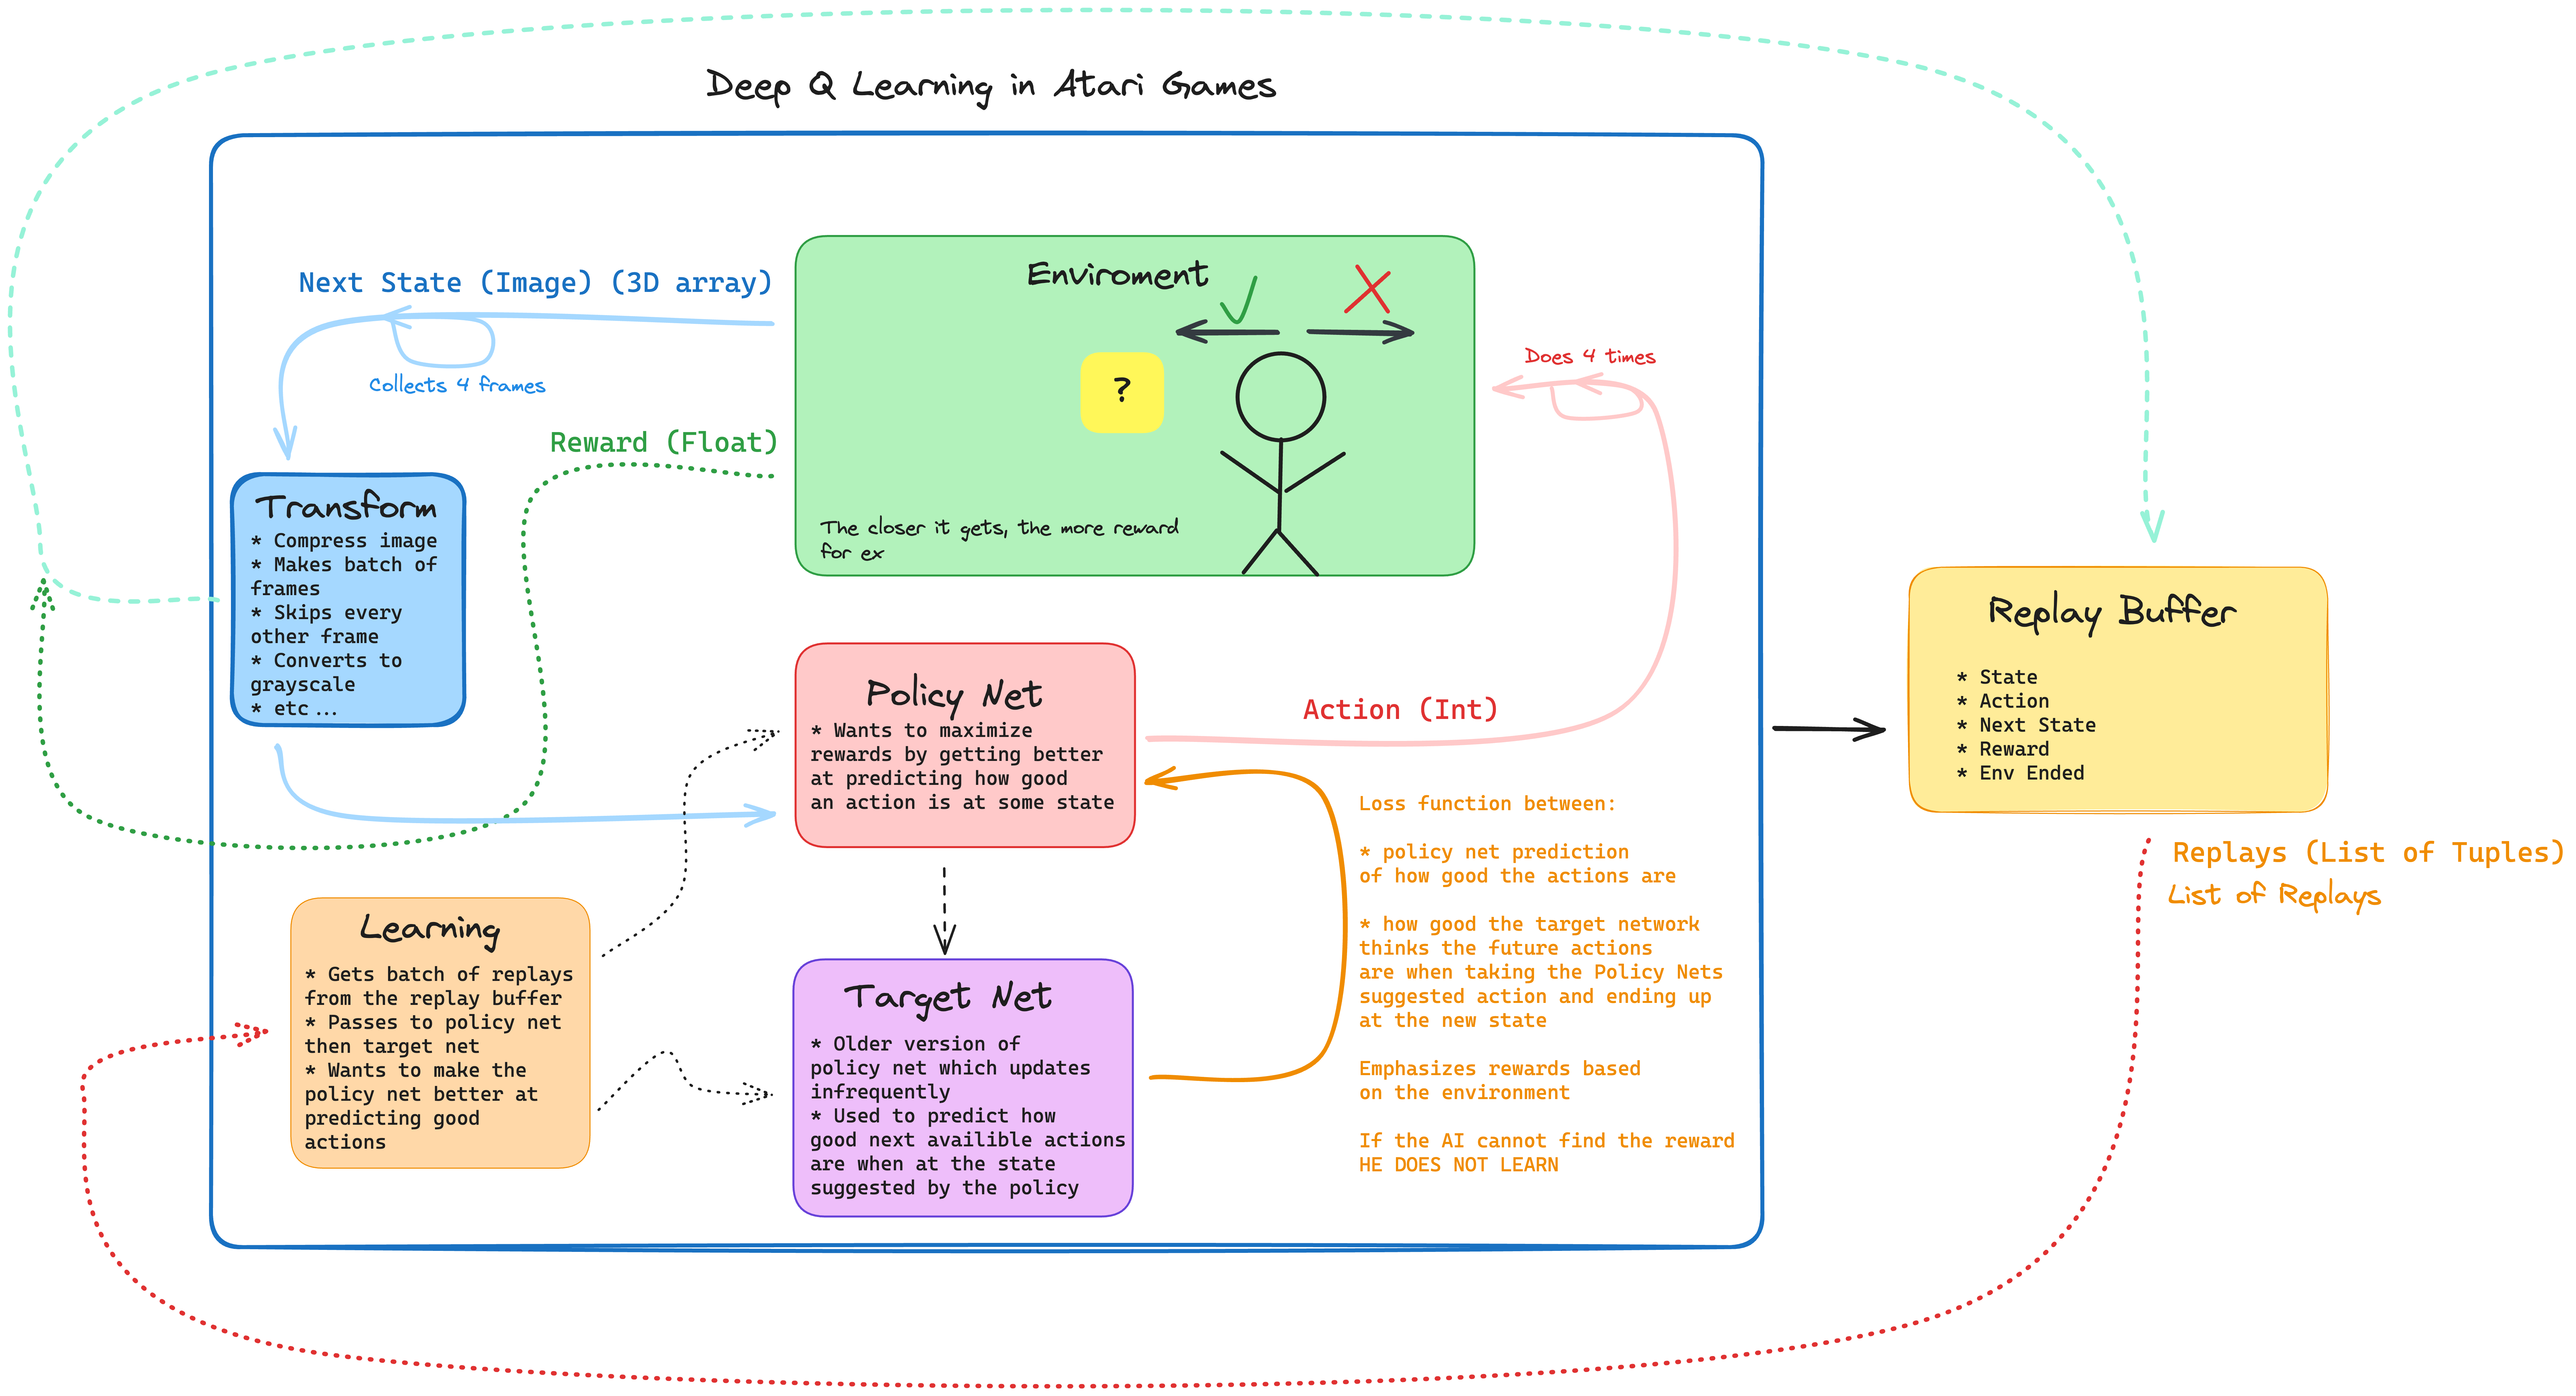 Deep Q Learning in Atari Games
Next State (Image) (3D array)
Collects 4 frames
Reward (Float)
Enviroment
?
The closer it gets, the more reward
for ex
Does 4 times
Transform
* Compress image
* Makes batch of
frames
* Skips every
other frame
* Converts to
grayscale
* etc...
Policy Net
* Wants to maximize
rewards by getting better
at predicting how good
an action is at some state
Action (Int)
Replay Buffer
* State
* Action
* Next State
* Reward
* Env Ended
Replays (List of Tuples)
List of Replays
Learning
* Gets batch of replays
from the replay buffer
* Passes to policy net
then target net
* Wants to make the
policy net better at
predicting good
actions
Target Net
* Older version of
policy net which updates
infrequently
* Used to predict how
good next availible actions
are when at the state
suggested by the policy
Loss function between:
* policy net prediction
of how good the actions are
* how good the target network
thinks the future actions
are when taking the Policy Nets
suggested action and ending up
at the new state
Emphasizes rewards based
on the environment
If the AI cannot find the reward
HE DOES NOT LEARN